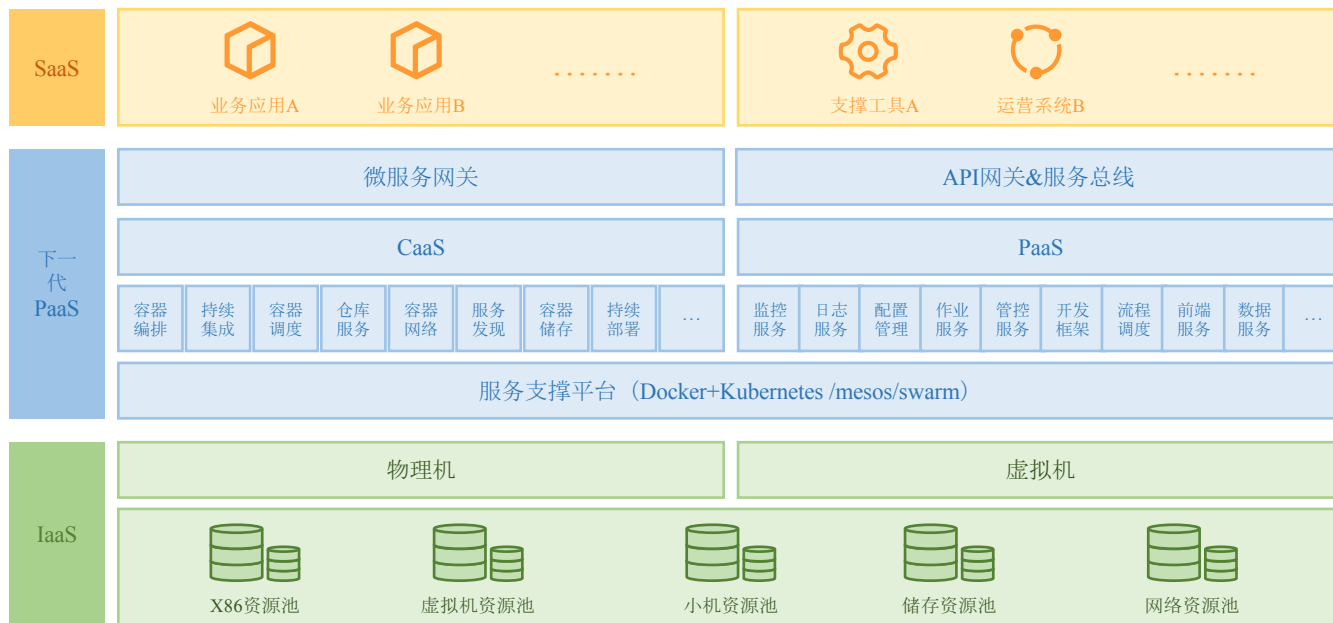 SaaS
业务应用A
业务应用B
.......
支撑工具A
运营系统B
.......
下一
代
PaaS
微服务网关
API网关&服务总线
CaaS
PaaS
容器
编排
持续
集成
容器
调度
仓库
服务
容器
网络
服务
发现
容器
储存
持续
部署
...
监控
服务
日志
服务
配置
管理
作业
服务
管控
服务
开发
框架
流程
调度
前端
服务
数据
服务
...
服务支撑平台（Docker+Kubernetes /mesos/swarm）
IaaS
物理机
虚拟机
X86资源池
虚拟机资源池
小机资源池
储存资源池
网络资源池